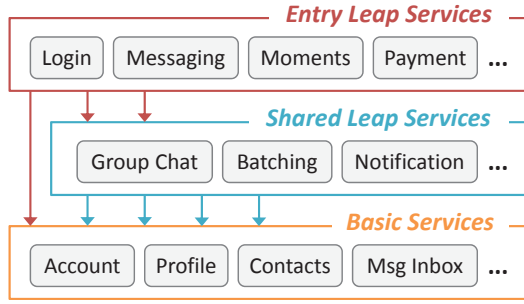 Entry Leap Services
Login Messaging Moments Payment ...
Shared Leap Services
Group Chat Batching Notification ...
Basic Services
Account Profile Contacts Msg Inbox ...